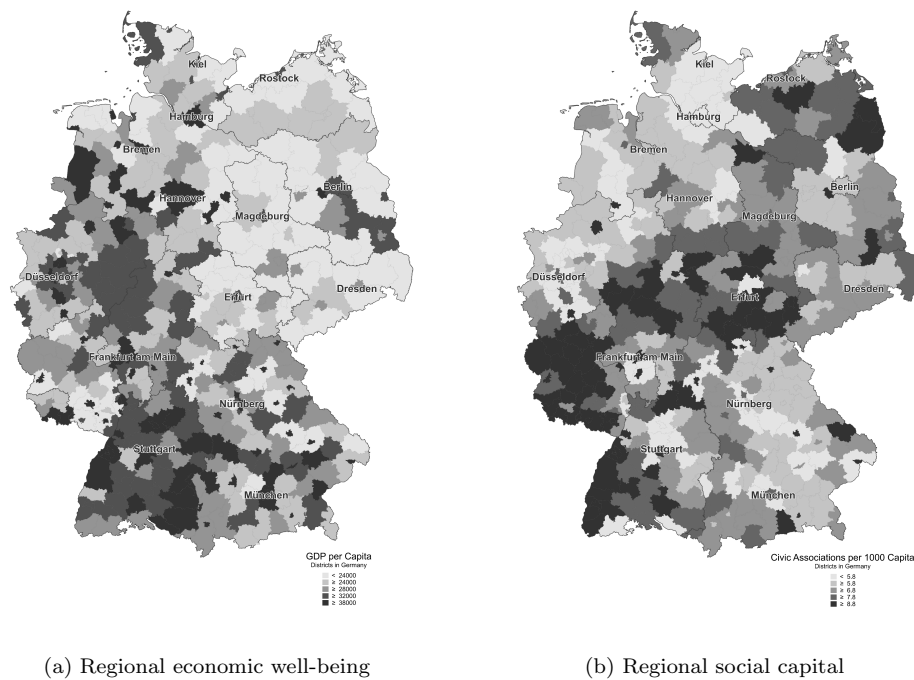 Kiel
Rostock
Hamburg
Bremen
Berlin
Hannover
Magdeburg
Düsseldorf
Erfurt
Dresden
Frankfurt am Main
Nürnberg
Stuttgart
München
GDP per Capita
Districts in Germany
< 24000
≥ 24000
≥ 28000
≥ 32000
≥ 38000
(a) Regional economic well-being
Kiel
Rostock
Hamburg
Bremen
Berlin
Hannover
Magdeburg
Düsseldorf
Erfurt
Dresden
Frankfurt am Main
Nürnberg
Stuttgart
München
Civic Associations per 1000 Capita
Districts in Germany
< 5.8
≥ 5.8
≥ 6.8
≥ 7.8
≥ 8.8
(b) Regional social capital